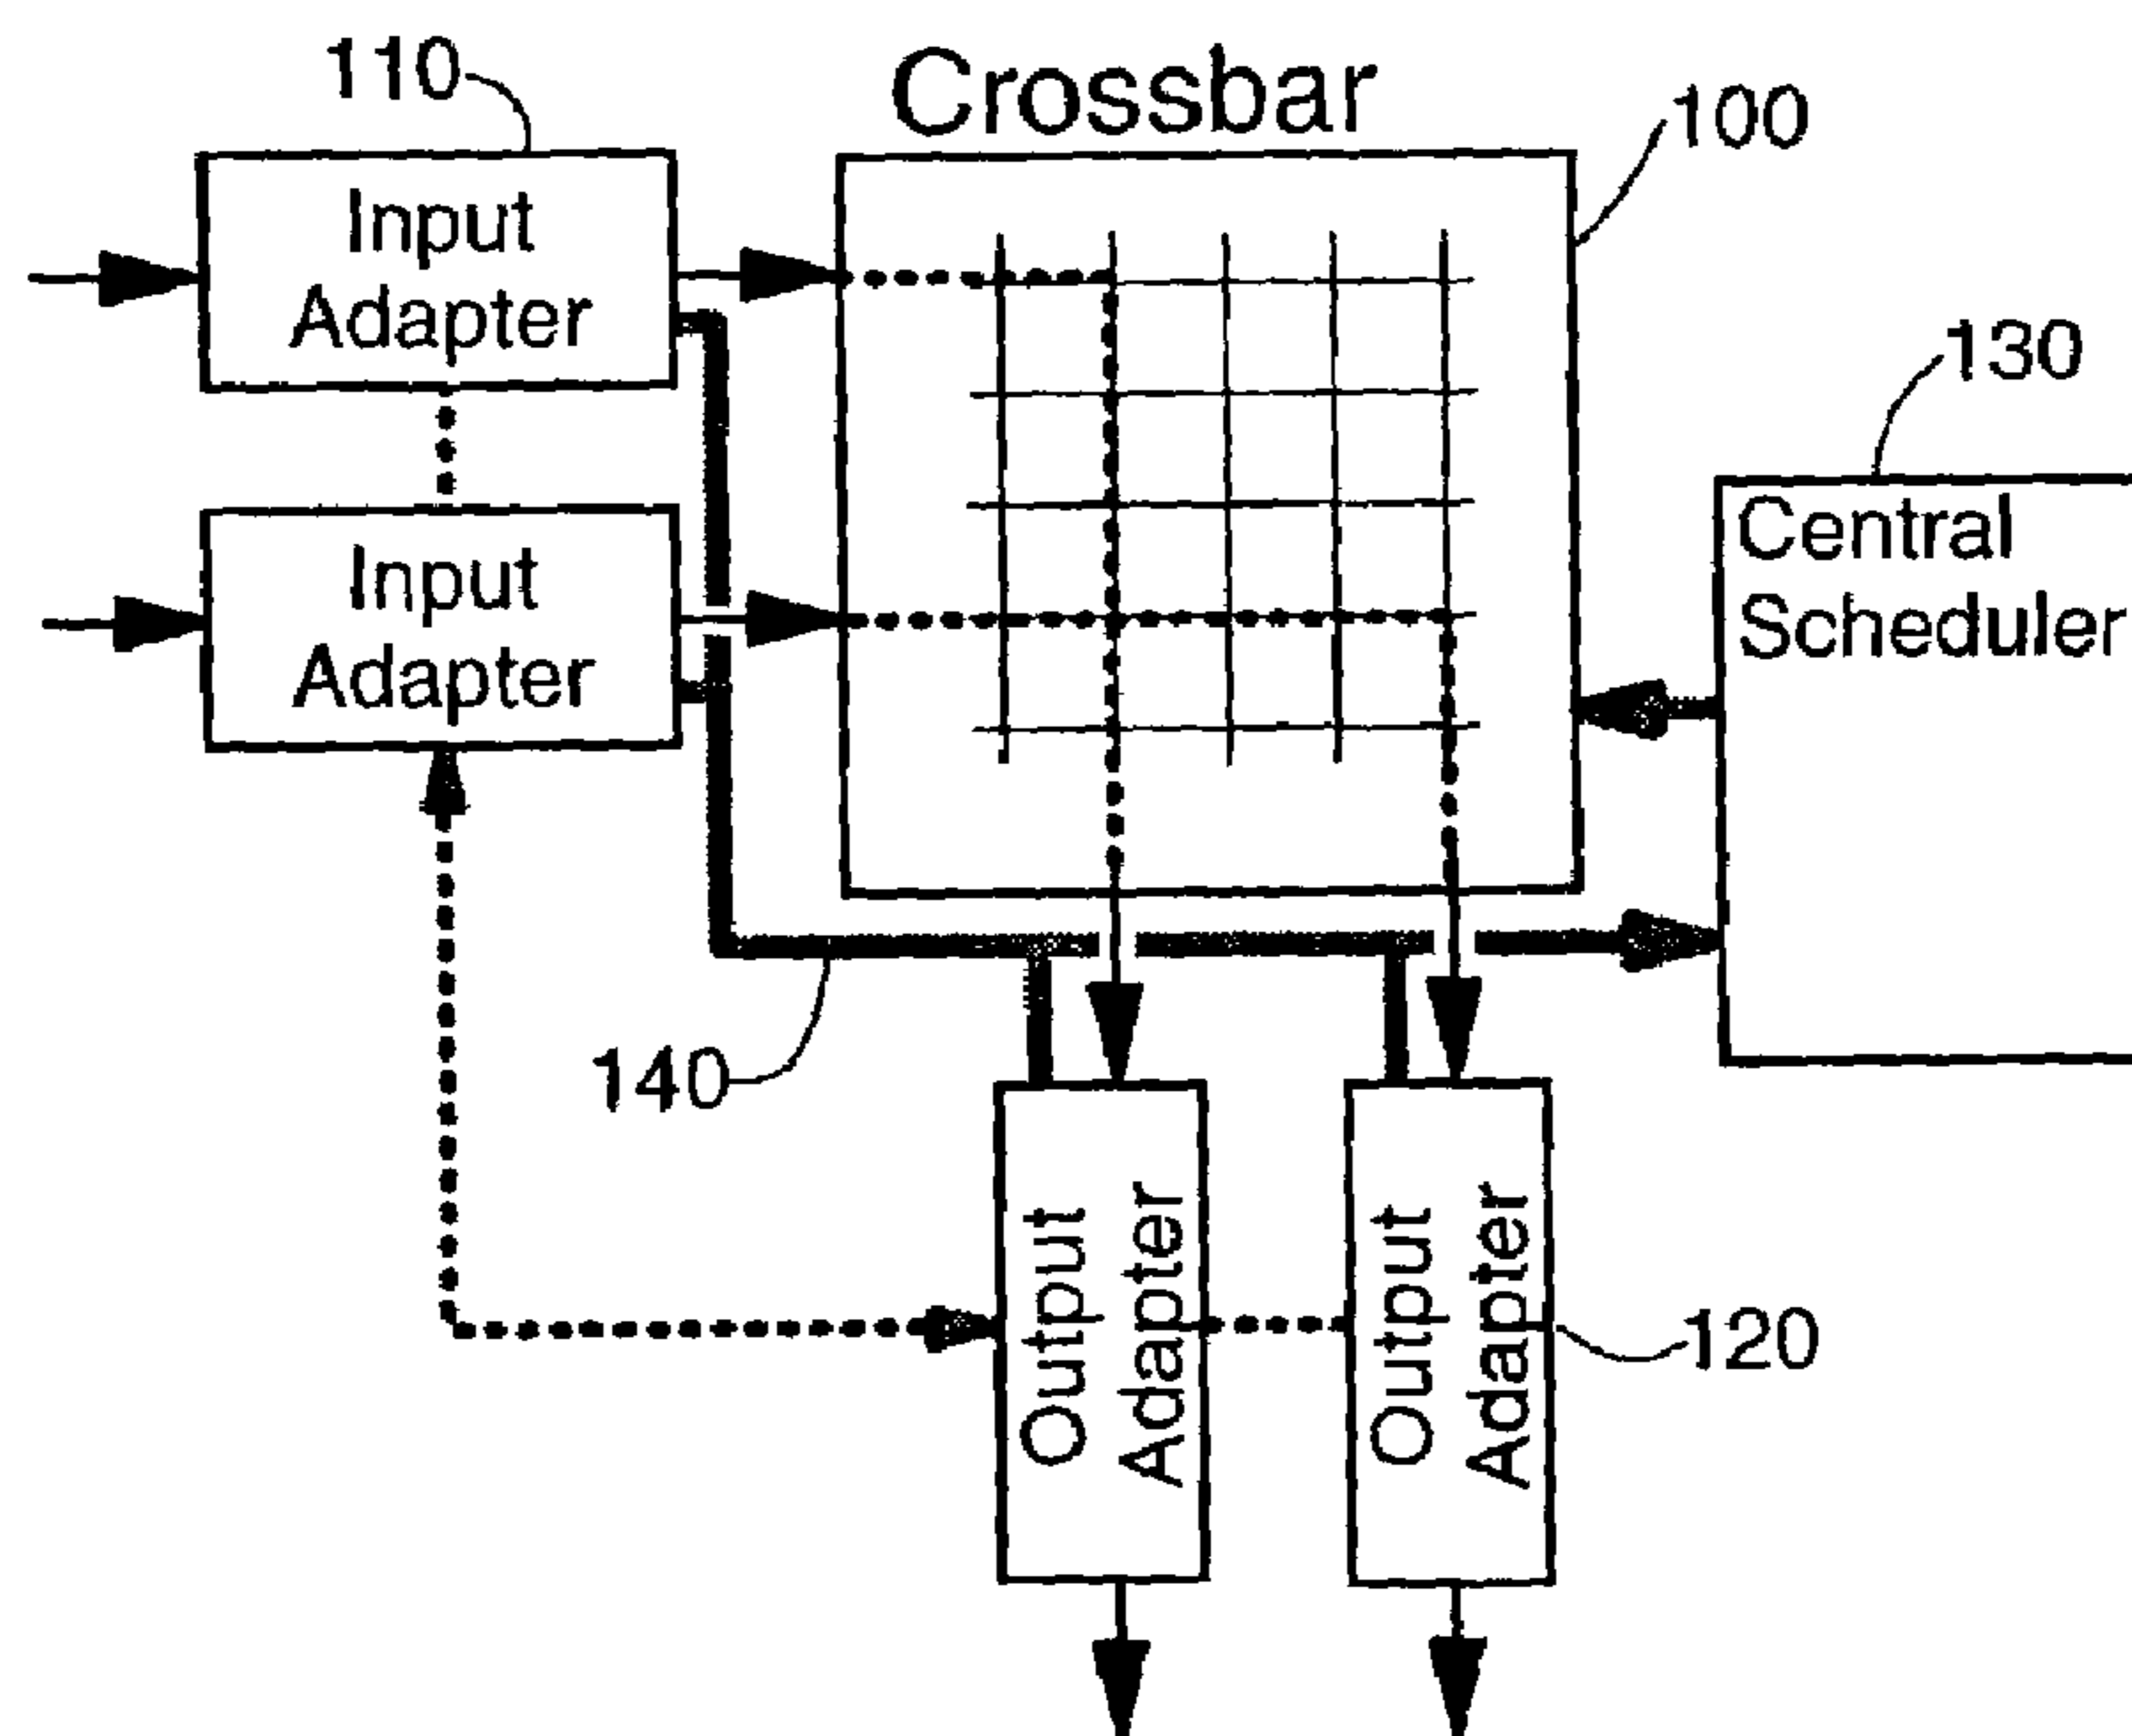 110
Crossbar
100
Input
Adapter
130
Central
Scheduler
Input
Adapter
140
Output
Adapter
Output
Adapter
120